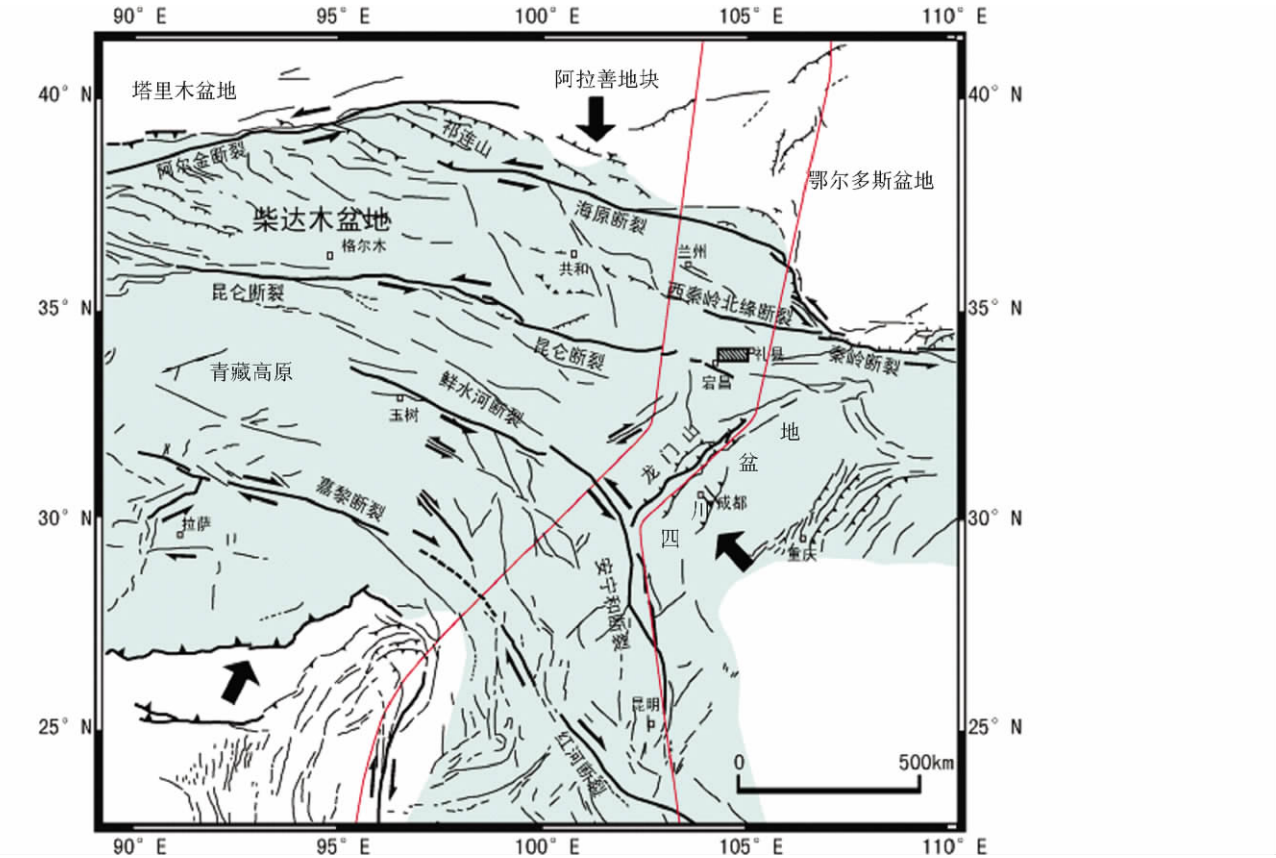 90° E 95° E 100° E 105° E 110° E
塔里木盆地
阿拉善地块
40° N
40° N
祁连山
阿尔金断裂
鄂尔多斯盆地
柴达木盆地
海原断裂
格尔木
兰州
共和
昆仑断裂
西秦岭北缘断裂
35° N
35° N
昆仑断裂
礼县
秦岭断裂
青藏高原
宕昌
鲜水河断裂
玉树
龙门山
地
盆
川
四
成都
嘉黎断裂
30° N
30° N
拉萨
重庆
安宁和断裂
昆明
25° N
25° N
红河断裂
0 500km
90° E 95° E 100° E 105° E 110° E